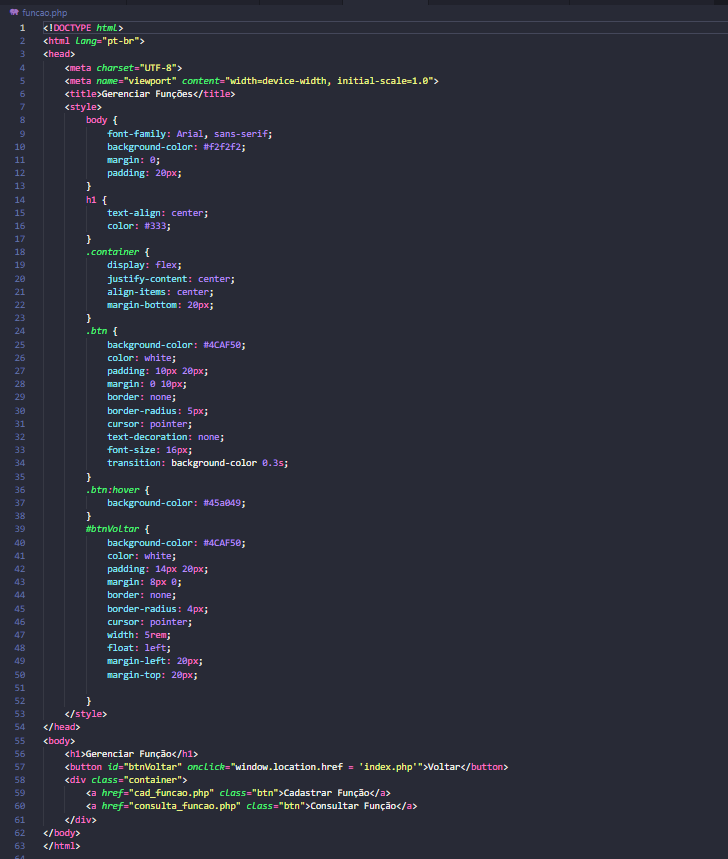 funcao.php
1 <!DOCTYPE html>
2 <html lang="pt-br">
3 <head>
4 <meta charset="UTF-8">
5 <meta name="viewport" content="width=device-width, initial-scale=1.0">
6 <title>Gerenciar Funções</title>
7 <style>
8 body {
9 font-family: Arial, sans-serif;
10 background-color: #f2f2f2;
11 margin: 0;
12 padding: 20px;
13 }
14 h1 {
15 text-align: center;
16 color: #333;
17 }
18 .container {
19 display: flex;
20 justify-content: center;
21 align-items: center;
22 margin-bottom: 20px;
23 }
24 .btn {
25 background-color: #4CAF50;
26 color: white;
27 padding: 10px 20px;
28 margin: 0 10px;
29 border: none;
30 border-radius: 5px;
31 cursor: pointer;
32 text-decoration: none;
33 font-size: 16px;
34 transition: background-color 0.3s;
35 }
36 .btn:hover {
37 background-color: #45a049;
38 }
39 #btnVoltar {
40 background-color: #4CAF50;
41 color: white;
42 padding: 14px 20px;
43 margin: 8px 0;
44 border: none;
45 border-radius: 4px;
46 cursor: pointer;
47 width: 5rem;
48 float: left;
49 margin-left: 20px;
50 margin-top: 20px;
51
52 }
53 </style>
54 </head>
55 <body>
56 <h1>Gerenciar Função</h1>
57 <button id="btnVoltar" onclick="window.location.href = 'index.php'">Voltar</button>
58 <div class="container">
59 <a href="cad_funcao.php" class="btn">Cadastrar Função</a>
60 <a href="consulta_funcao.php" class="btn">Consultar Função</a>
61 </div>
62 </body>
63 </html>
64